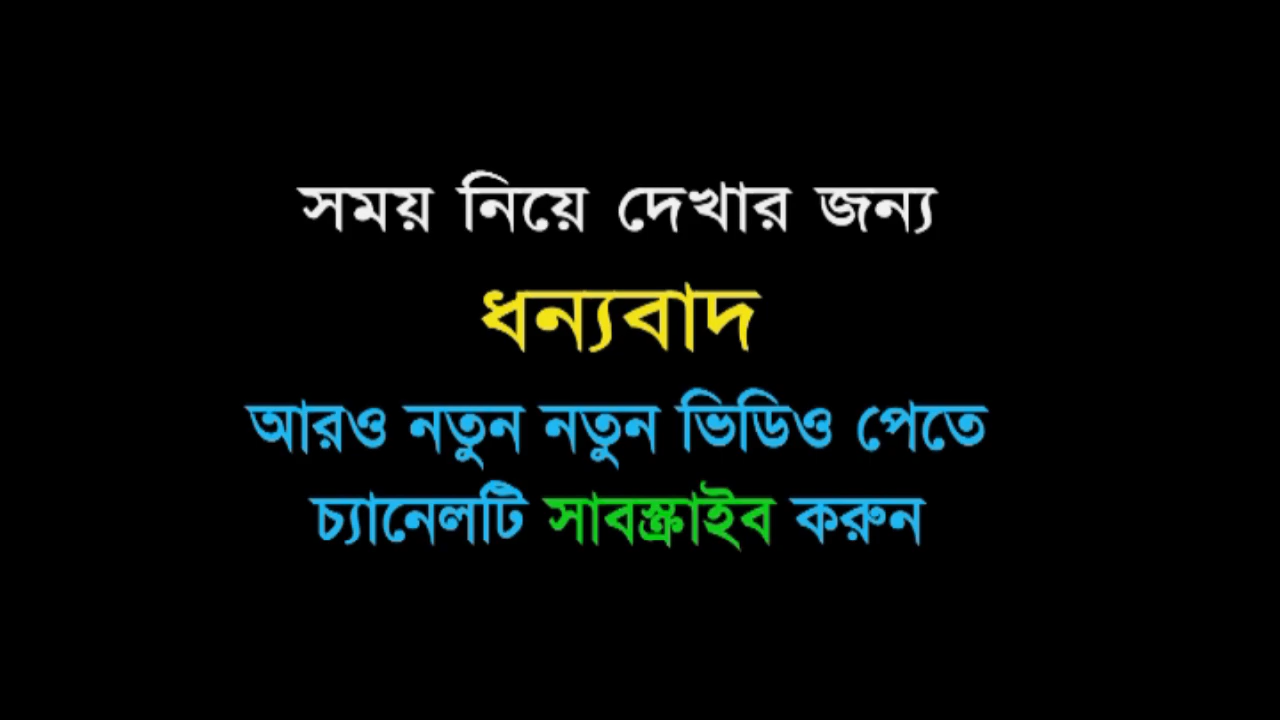 সময় নিয়ে দেখার জন্য
ধন্যবাদ
আরও নতুন নতুন ভিডিও পেতে
চ্যানেলটি সাবস্ক্রাইব করুন